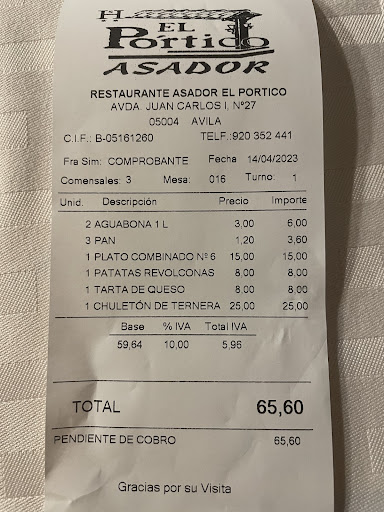 H
EL
Pórtico
ASADOR
RESTAURANTE ASADOR EL PORTICO
AVDA. JUAN CARLOS I, Nº27
05004 AVILA
C.I.F.: B-05161260 TELF.:920 352 441
Fra Sim: COMPROBANTE Fecha 14/04/2023
Comensales: 3 Mesa: 016 Turno: 1
Unid. Descripción Precio Importe
2 AGUABONA 1 L 3,00 6,00
3 PAN 1,20 3,60
1 PLATO COMBINADO Nº 6 15,00 15,00
1 PATATAS REVOLCONAS 8,00 8,00
1 TARTA DE QUESO 8,00 8,00
1 CHULETÓN DE TERNERA 25,00 25,00
Base % IVA Total IVA
59,64 10,00 5,96
TOTAL 65,60
PENDIENTE DE COBRO 65,60
Gracias por su Visita